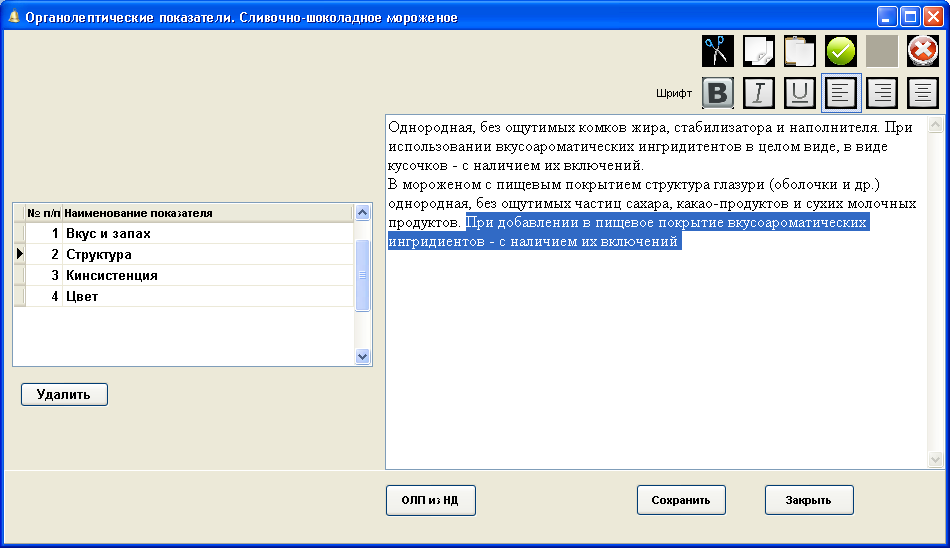 Органолептические показатели. Сливочно-шоколадное мороженое
Шрифт
B I U
Однородная, без ощутимых комков жира, стабилизатора и наполнителя. При
использовании вкусоароматических ингридитентов в целом виде, в виде
кусочков - с наличием их включений.
В мороженом с пищевым покрытием структура глазури (оболочки и др.)
однородная, без ощутимых частиц сахара, какао-продуктов и сухих молочных
продуктов. При добавлении в пищевое покрытие вкусоароматических
ингридиентов - с наличием их включений
№ п/п Наименование показателя
1 Вкус и запах
2 Структура
3 Кинсистенция
4 Цвет
Удалить
ОЛП из НД
Сохранить
Закрыть